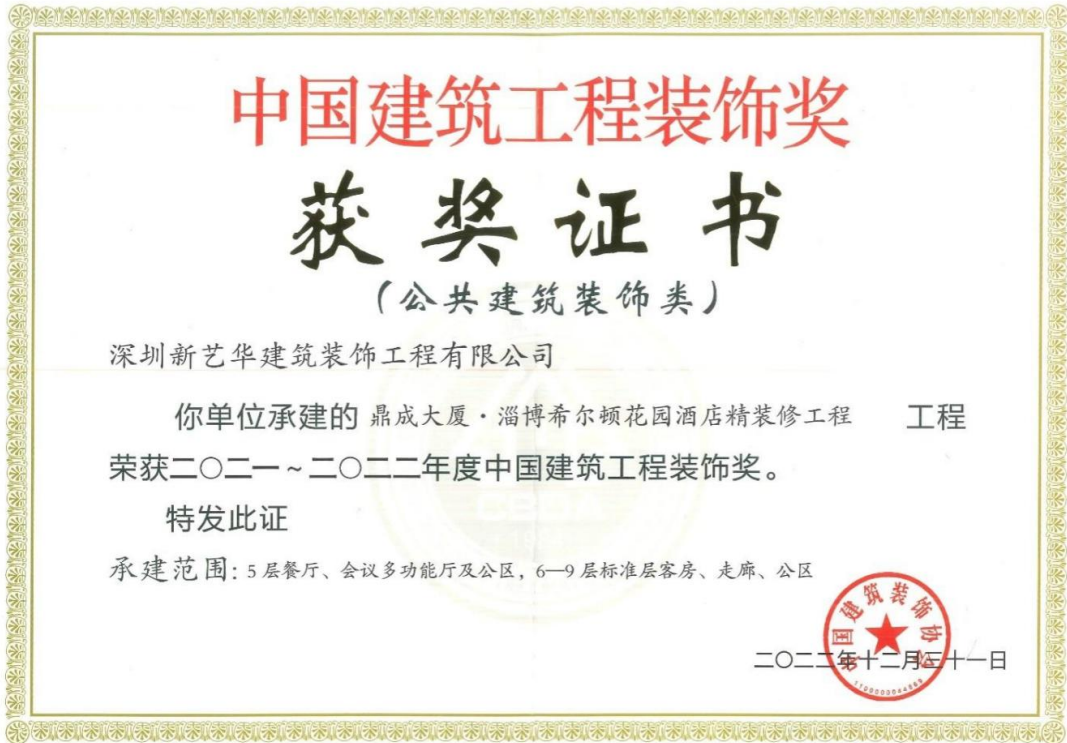 中国建筑工程装饰奖
获奖证书
（公共建筑装饰类）
深圳新艺华建筑装饰工程有限公司
你单位承建的 鼎成大厦·淄博希尔顿花园酒店精装修工程 工程
荣获二〇二一~二〇二二年度中国建筑工程装饰奖。
特发此证
承建范围：5层餐厅、会议多功能厅及公区，6—9层标准层客房、走廊、公区
中国建筑装饰协会
二〇二二年十二月三十一日